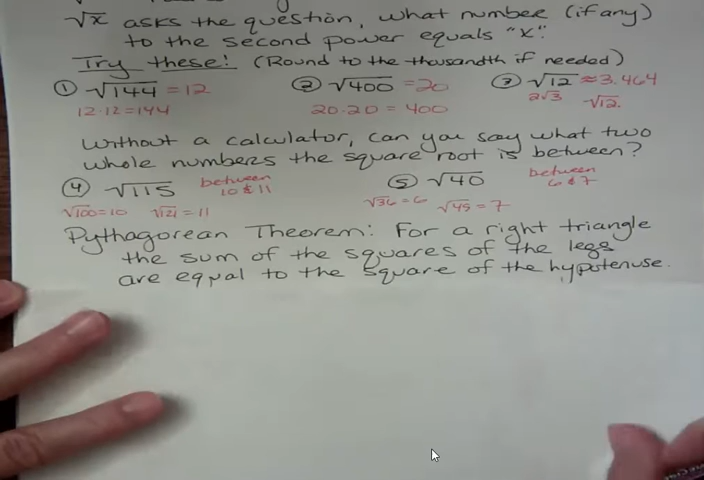 √x asks the question, what number (if any)
to the second power equals "x".
Try these! (Round to the thousandth if needed)
① √144 = 12 ② √400 = 20 ③ √12 ≈ 3.464
12·12=144 20·20 = 400 2√3 -√12.
Without a calculator, can you say what two
whole numbers the square root is between?
④ √115 between 10 & 11 ⑤ √40 between 6 & 7
√100=10 √121 = 11 √36=6 √49=7
Pythagorean Theorem: For a right triangle
the sum of the squares of the legs
are equal to the square of the hypotenuse.